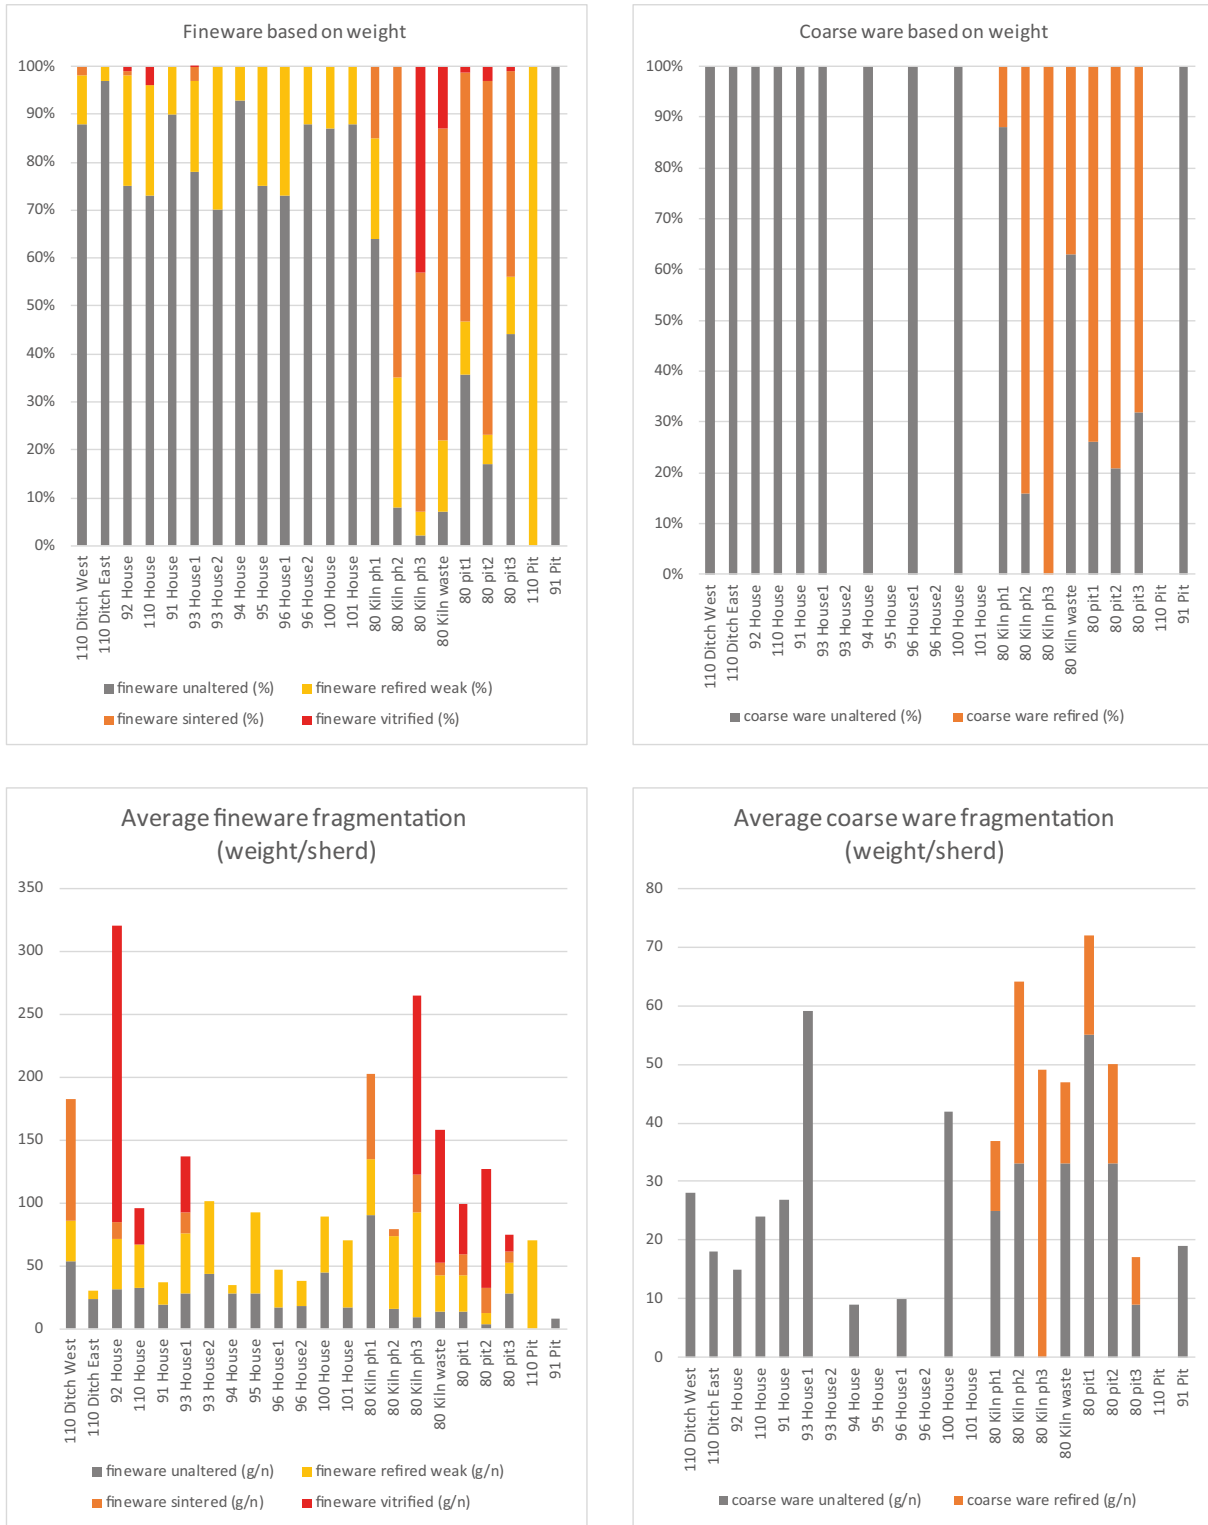 Fineware based on weight
100%
90%
80%
70%
60%
50%
40%
30%
20%
10%
0%
110 Ditch West
110 Ditch East
92 House
110 House
91 House
93 House1
93 House2
94 House
95 House
96 House1
96 House2
100 House
101 House
80 Kiln ph1
80 Kiln ph2
80 Kiln ph3
80 Kiln waste
80 pit1
80 pit2
80 pit3
110 Pit
91 Pit
fineware unaltered (%) fineware refired weak (%)
fineware sintered (%) fineware vitrified (%)
Coarse ware based on weight
100%
90%
80%
70%
60%
50%
40%
30%
20%
10%
0%
110 Ditch West
110 Ditch East
92 House
110 House
91 House
93 House1
93 House2
94 House
95 House
96 House1
96 House2
100 House
101 House
80 Kiln ph1
80 Kiln ph2
80 Kiln ph3
80 Kiln waste
80 pit1
80 pit2
80 pit3
110 Pit
91 Pit
coarse ware unaltered (%) coarse ware refired (%)
Average fineware fragmentation
(weight/sherd)
350
300
250
200
150
100
50
0
110 Ditch West
110 Ditch East
92 House
110 House
91 House
93 House1
93 House2
94 House
95 House
96 House1
96 House2
100 House
101 House
80 Kiln ph1
80 Kiln ph2
80 Kiln ph3
80 Kiln waste
80 pit1
80 pit2
80 pit3
110 Pit
91 Pit
fineware unaltered (g/n) fineware refired weak (g/n)
fineware sintered (g/n) fineware vitrified (g/n)
Average coarse ware fragmentation
(weight/sherd)
80
70
60
50
40
30
20
10
0
110 Ditch West
110 Ditch East
92 House
110 House
91 House
93 House1
93 House2
94 House
95 House
96 House1
96 House2
100 House
101 House
80 Kiln ph1
80 Kiln ph2
80 Kiln ph3
80 Kiln waste
80 pit1
80 pit2
80 pit3
110 Pit
91 Pit
coarse ware unaltered (g/n) coarse ware refired (g/n)